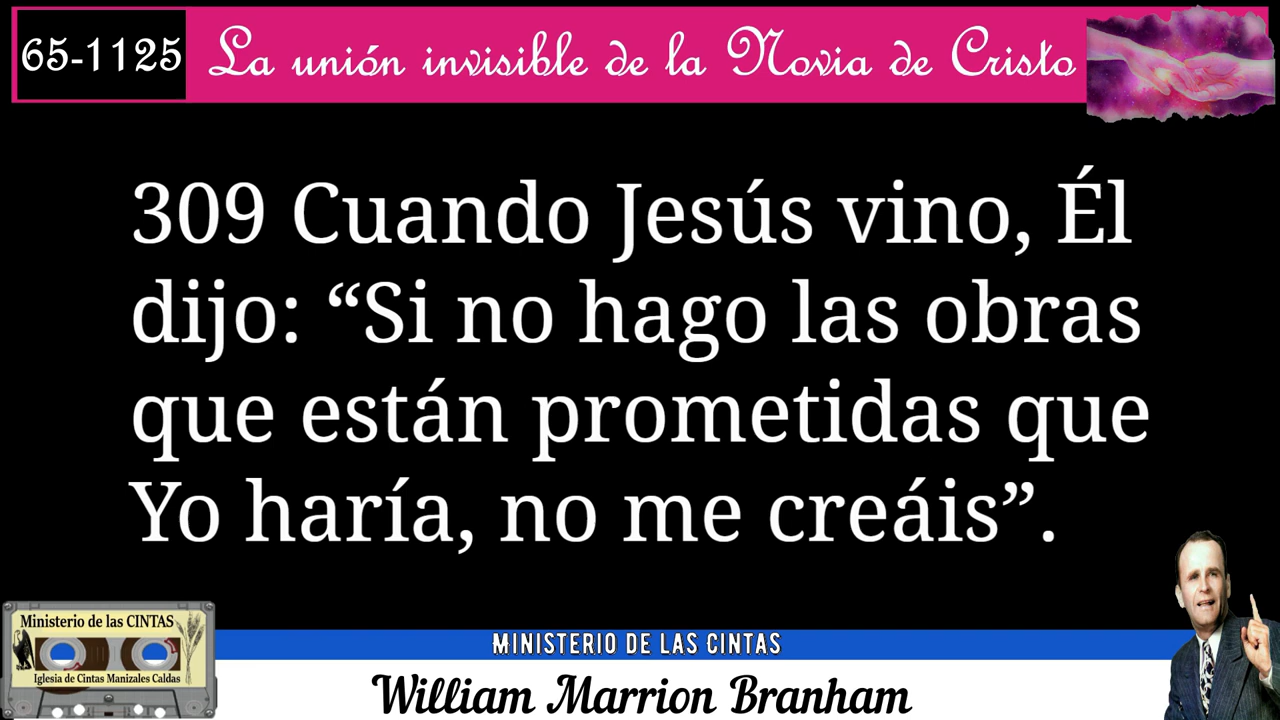 65-1125 La unión invisible de la Novia de Cristo
309 Cuando Jesús vino, Él
dijo: “Si no hago las obras
que están prometidas que
Yo haría, no me creáis”.
Ministerio de las CINTAS
Iglesia de Cintas Manizales Caldas
MINISTERIO DE LAS CINTAS
William Marrion Branham